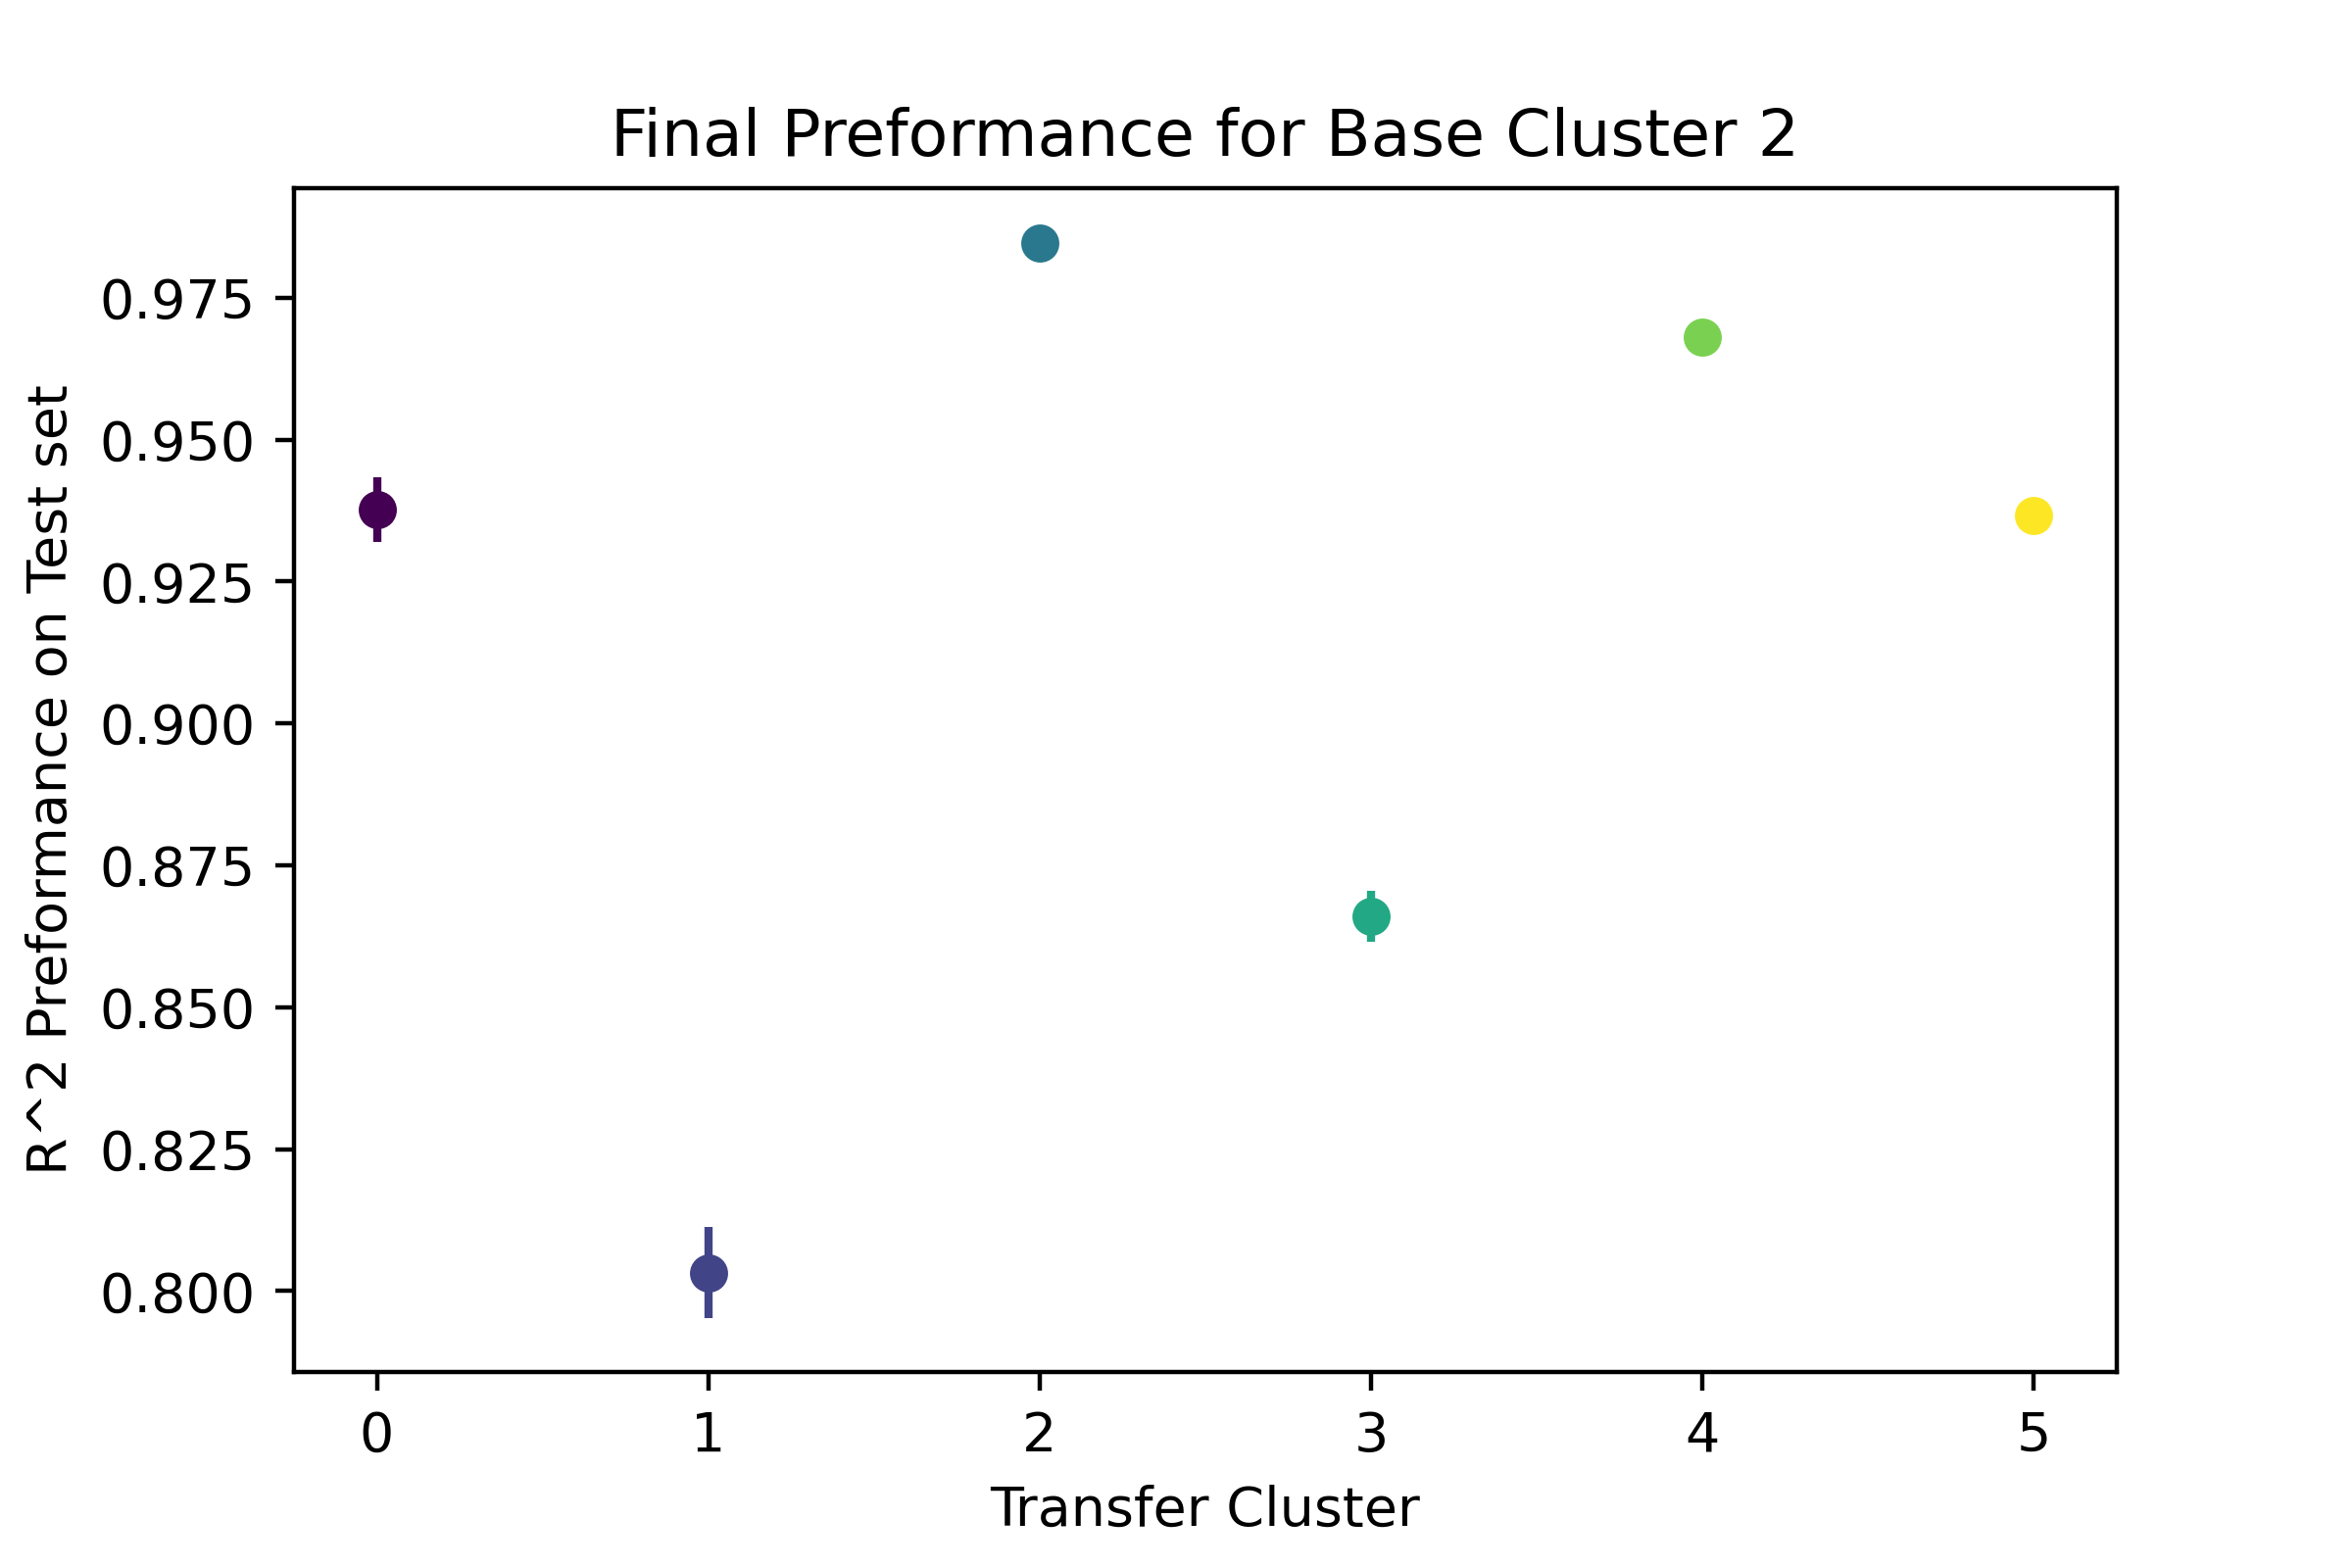 Final Preformance for Base Cluster 2
R^2 Preformance on Test set
0.975
0.950
0.925
0.900
0.875
0.850
0.825
0.800
0 1 2 3 4 5
Transfer Cluster